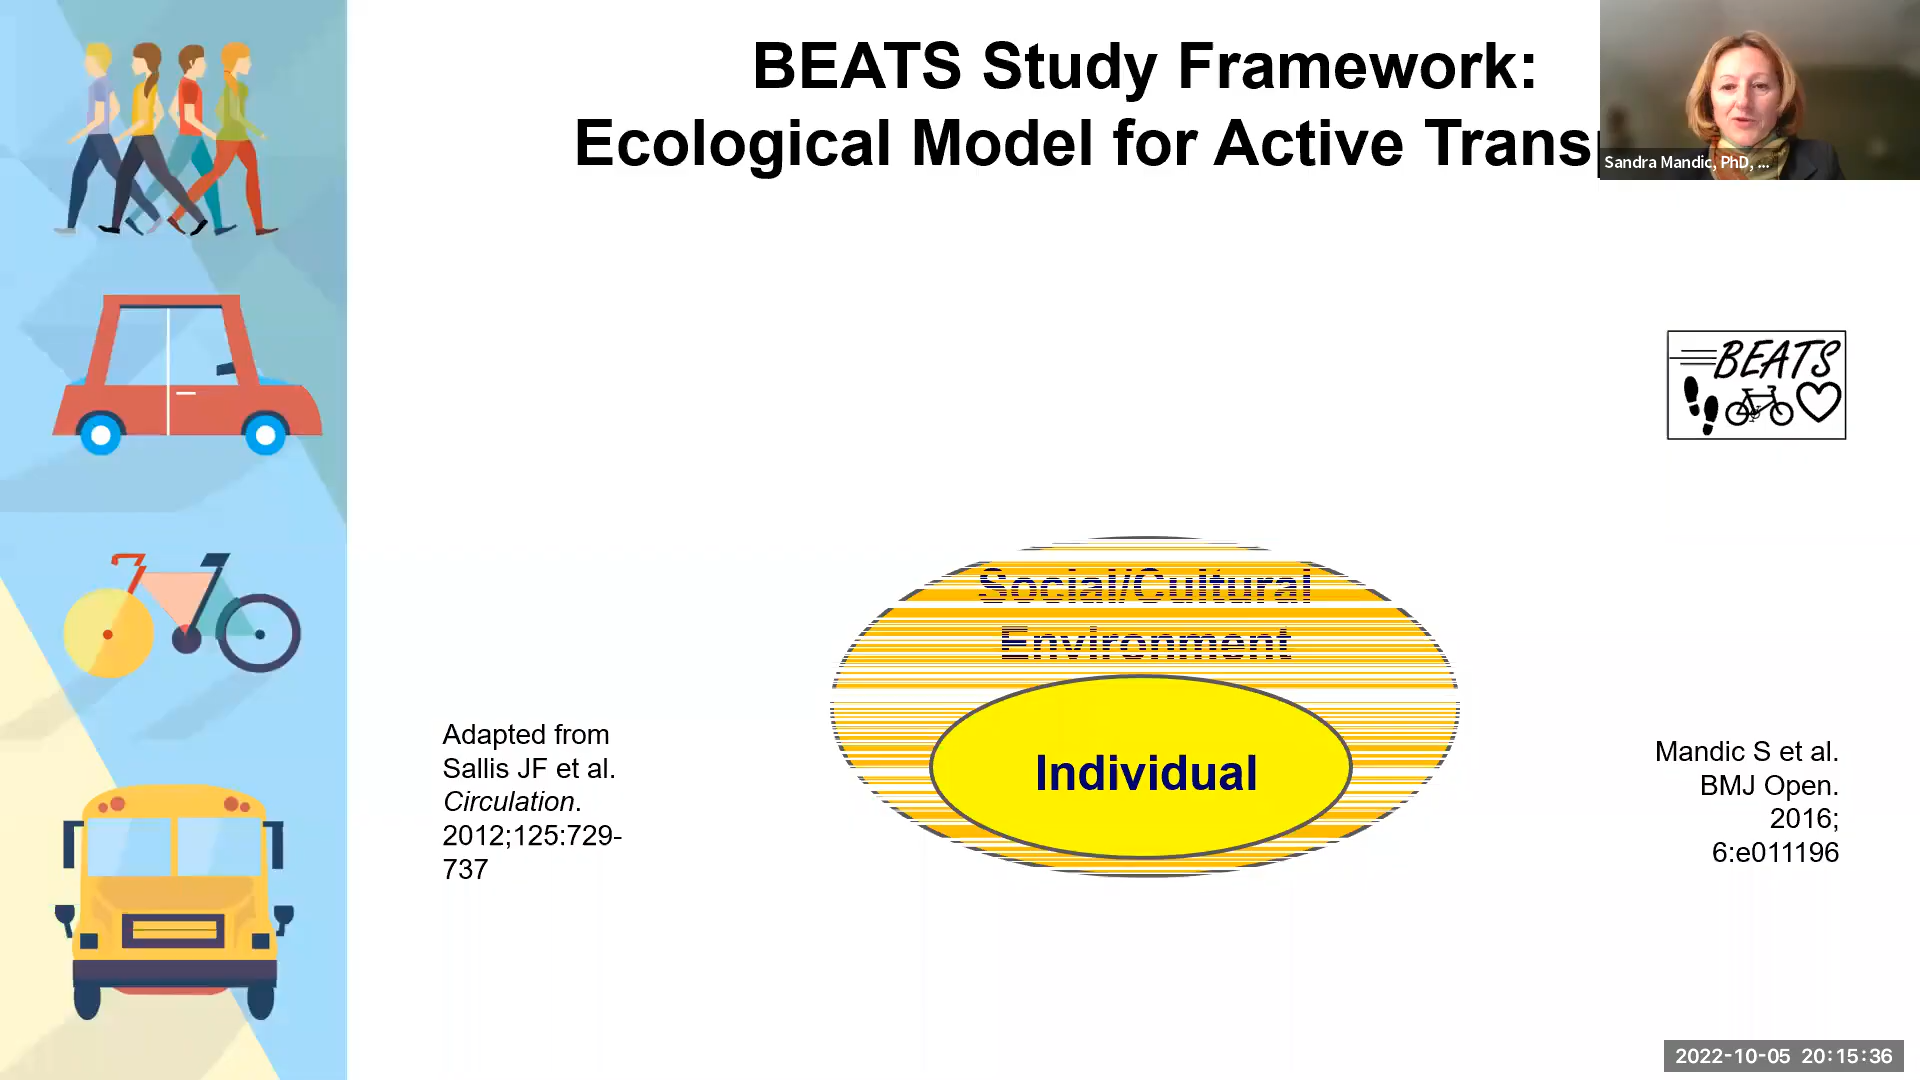 BEATS Study Framework:
Ecological Model for Active Trans
Sandra Mandic, PhD, ...
BEATS
Social/Cultural
Environment
Individual
Adapted from
Sallis JF et al.
Circulation.
2012;125:729-
737
Mandic S et al.
BMJ Open.
2016;
6:e011196
2022-10-05 20:15:36